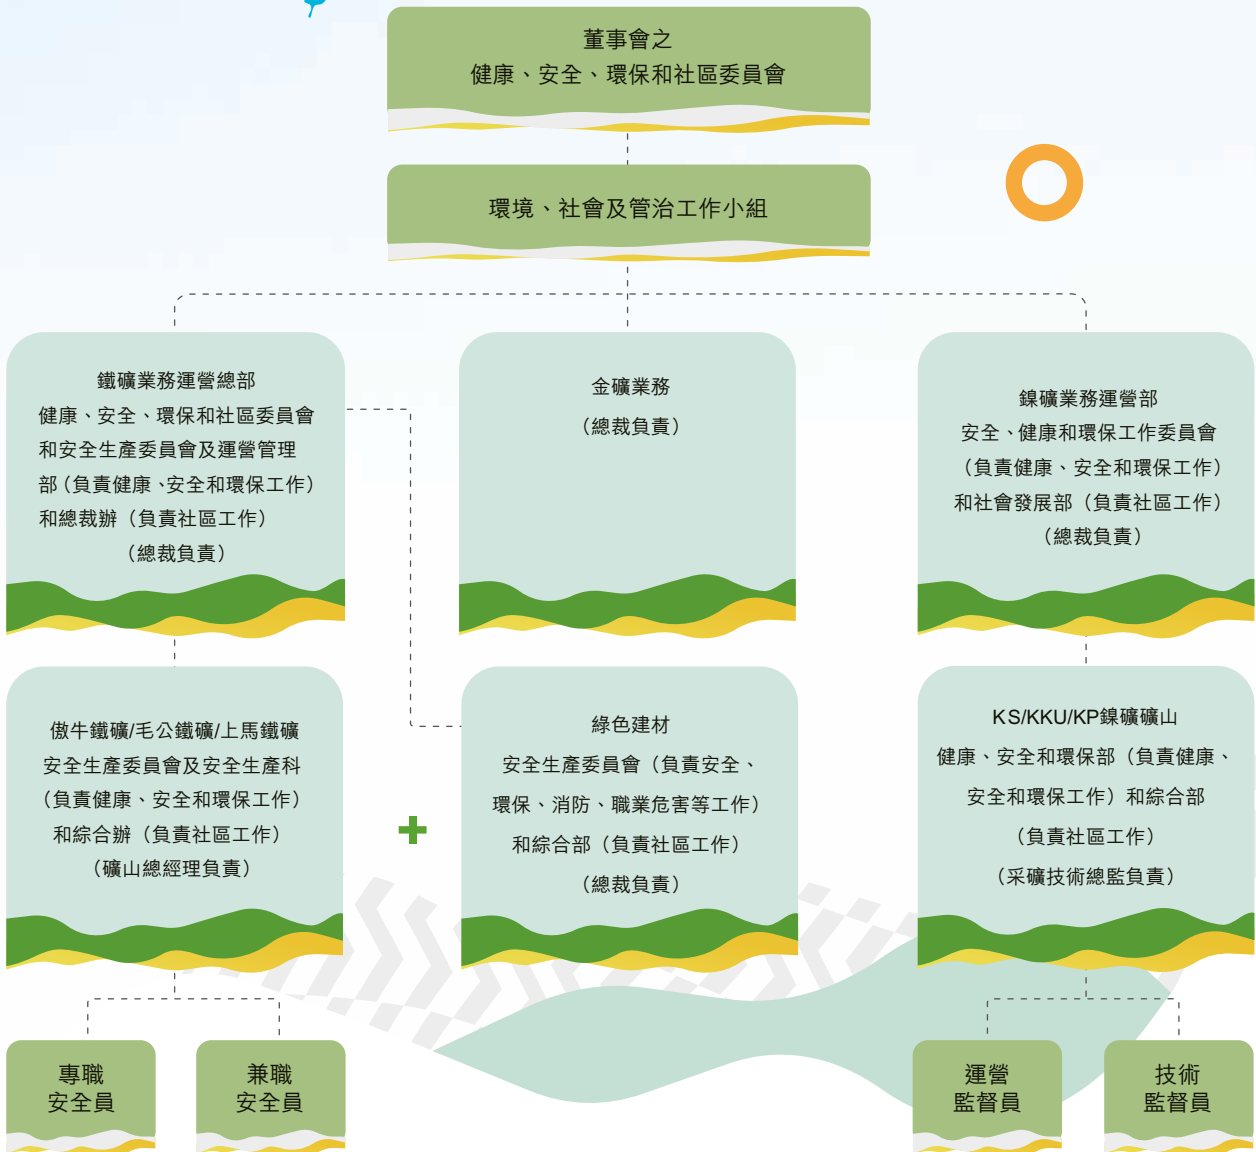 董事會之
健康、安全、環保和社區委員會
環境、社會及管治工作小組
鐵礦業務運營總部
健康、安全、環保和社區委員會
和安全生產委員會及運營管理
部（負責健康、安全和環保工作）
和總裁辦（負責社區工作）
（總裁負責）
金礦業務
（總裁負責）
鎳礦業務運營部
安全、健康和環保工作委員會
（負責健康、安全和環保工作）
和社會發展部（負責社區工作）
（總裁負責）
傲牛鐵礦/毛公鐵礦/上馬鐵礦
安全生產委員會及安全生產科
（負責健康、安全和環保工作）
和綜合辦（負責社區工作）
（礦山總經理負責）
綠色建材
安全生產委員會（負責安全、
環保、消防、職業危害等工作）
和綜合部（負責社區工作）
（總裁負責）
KS/KKU/KP鎳礦礦山
健康、安全和環保部（負責健康、
安全和環保工作）和綜合部
（負責社區工作）
（采礦技術總監負責）
專職
安全員
兼職
安全員
運營
監督員
技術
監督員